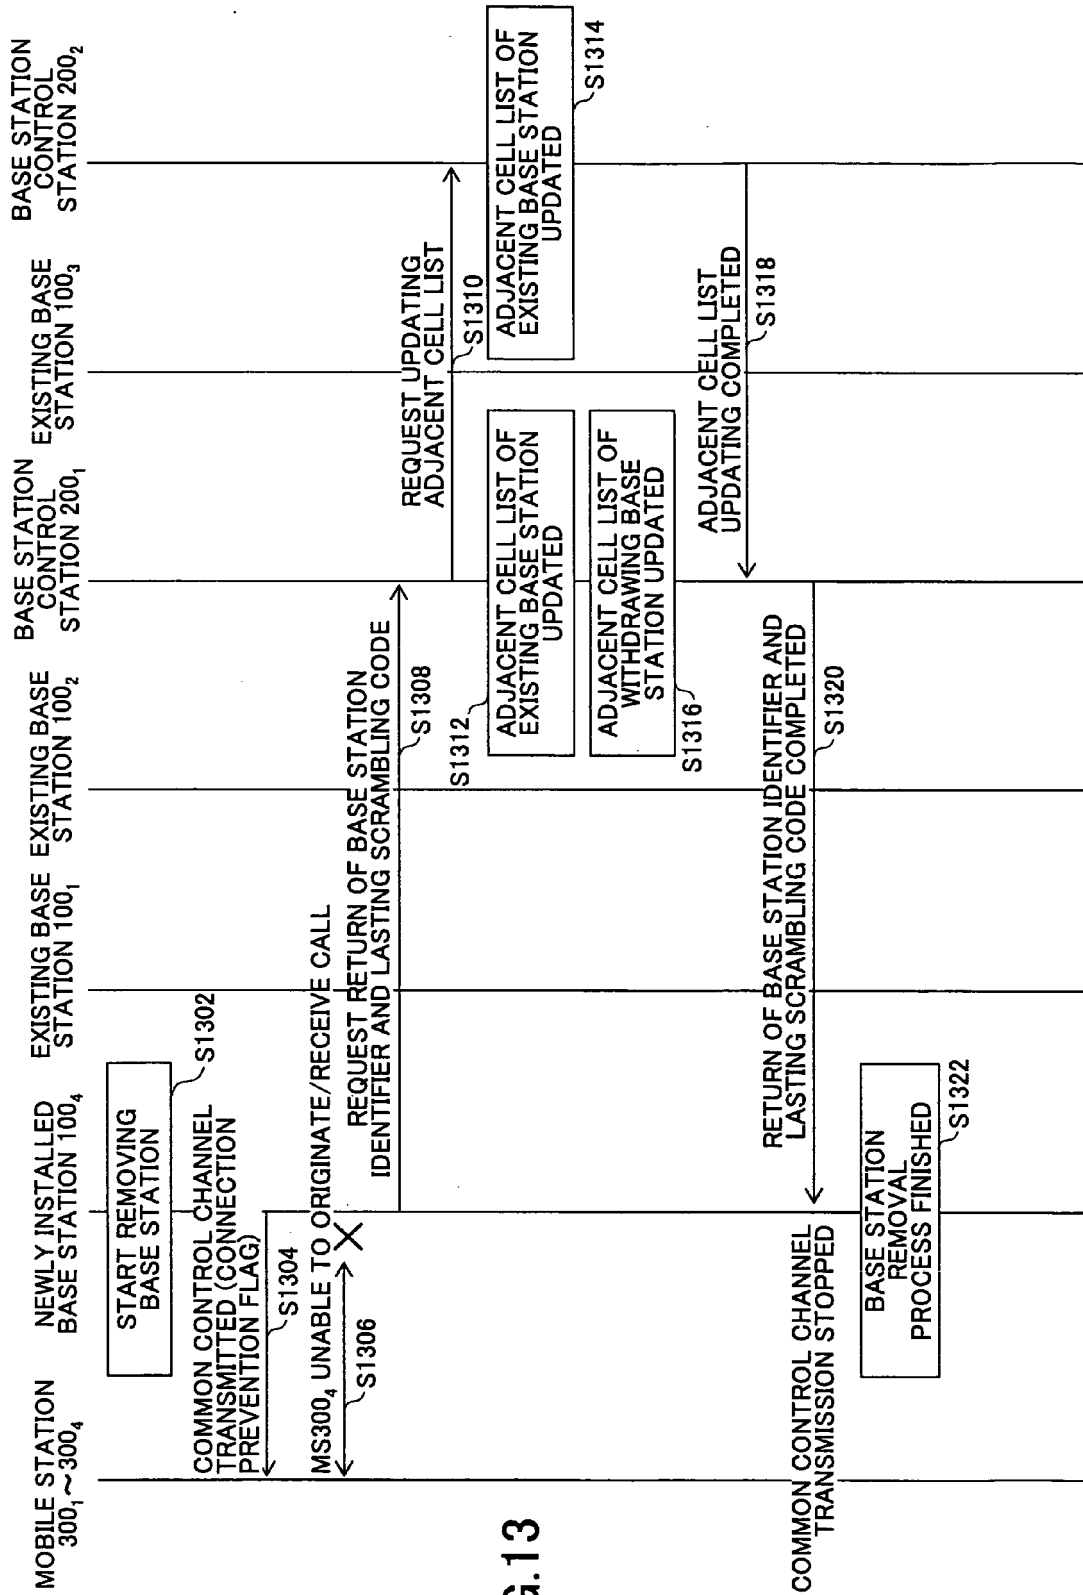 MOBILE STATION
300₁~300₄
NEWLY INSTALLED
BASE STATION 100₄
EXISTING BASE
STATION 100₁
EXISTING BASE
STATION 100₂
BASE STATION
CONTROL
STATION 200₁
EXISTING BASE
STATION 100₃
BASE STATION
CONTROL
STATION 200₂
START REMOVING
BASE STATION
S1302
COMMON CONTROL CHANNEL
TRANSMITTED (CONNECTION
PREVENTION FLAG)
S1304
MS300₄ UNABLE TO ORIGINATE/RECEIVE CALL
S1306
REQUEST RETURN OF BASE STATION
IDENTIFIER AND LASTING SCRAMBLING CODE
S1308
REQUEST UPDATING
ADJACENT CELL LIST
S1310
S1312
ADJACENT CELL LIST OF
EXISTING BASE STATION
UPDATED
ADJACENT CELL LIST OF
EXISTING BASE STATION
UPDATED
S1314
ADJACENT CELL LIST OF
WITHDRAWING BASE
STATION UPDATED
S1316
ADJACENT CELL LIST
UPDATING COMPLETED
S1318
RETURN OF BASE STATION IDENTIFIER AND
LASTING SCRAMBLING CODE COMPLETED
S1320
COMMON CONTROL CHANNEL
TRANSMISSION STOPPED
BASE STATION
REMOVAL
PROCESS FINISHED
S1322
G.13